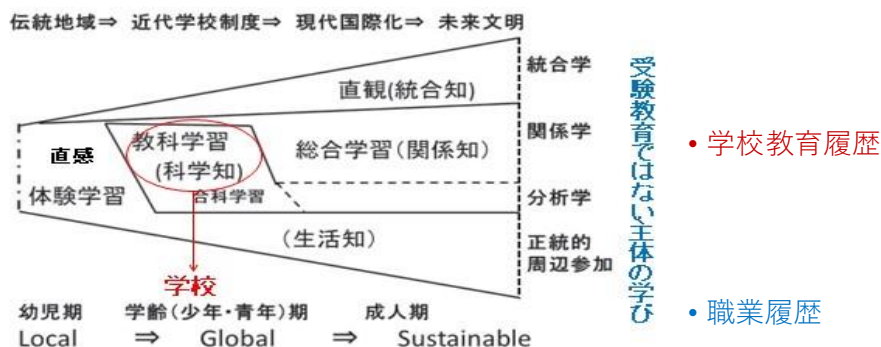 伝統地域⇒ 近代学校制度⇒ 現代国際化⇒ 未来文明
統合学
直観(統合知)
関係学
教科学習
(科学知)
総合学習(関係知)
直感
体験学習
合科学習
分析学
(生活知)
正統的
周辺参加
学校
幼児期 学齢(少年・青年)期 成人期
Local ⇒ Global ⇒ Sustainable
受験教育ではない主体の学び
• 学校教育履歴
• 職業履歴